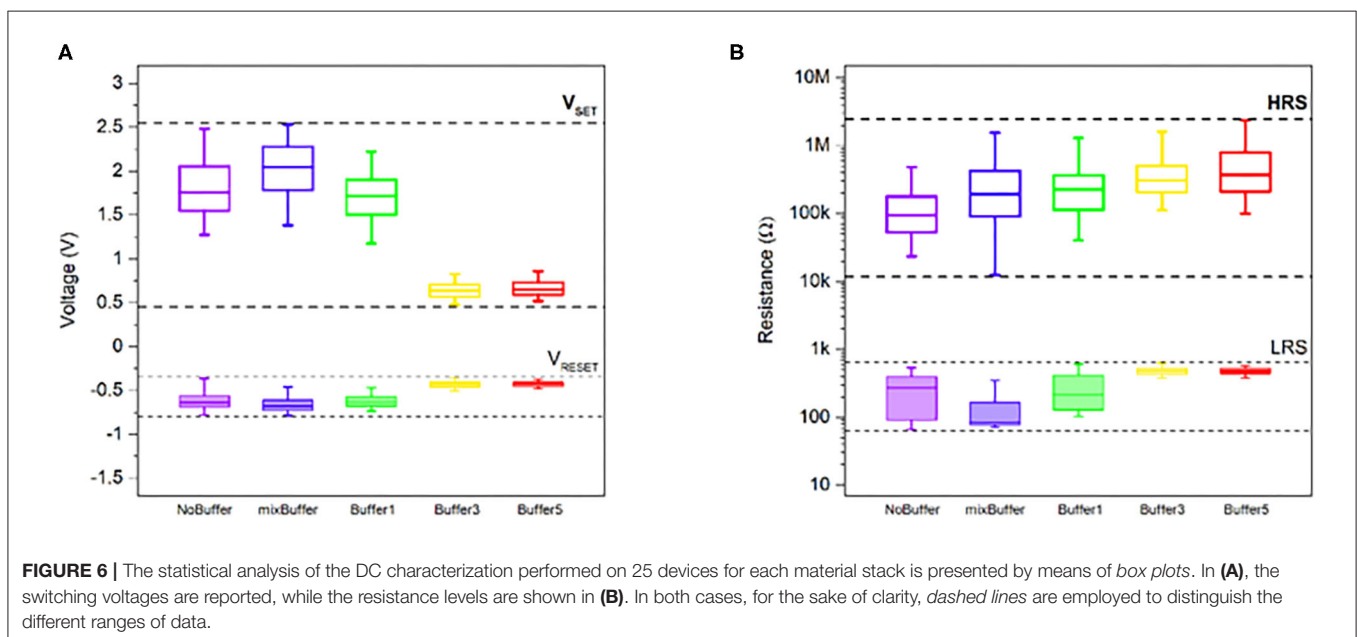 A
3
2.5
2
1.5
1
0.5
0
-0.5
-1
-1.5
Voltage (V)
V_SET
V_RESET
NoBuffer mixBuffer Buffer1 Buffer3 Buffer5
B
10M
1M
100k
10k
1k
100
10
Resistance (Ω)
HRS
LRS
NoBuffer mixBuffer Buffer1 Buffer3 Buffer5
FIGURE 6 | The statistical analysis of the DC characterization performed on 25 devices for each material stack is presented by means of box plots. In (A), the
switching voltages are reported, while the resistance levels are shown in (B). In both cases, for the sake of clarity, dashed lines are employed to distinguish the
different ranges of data.